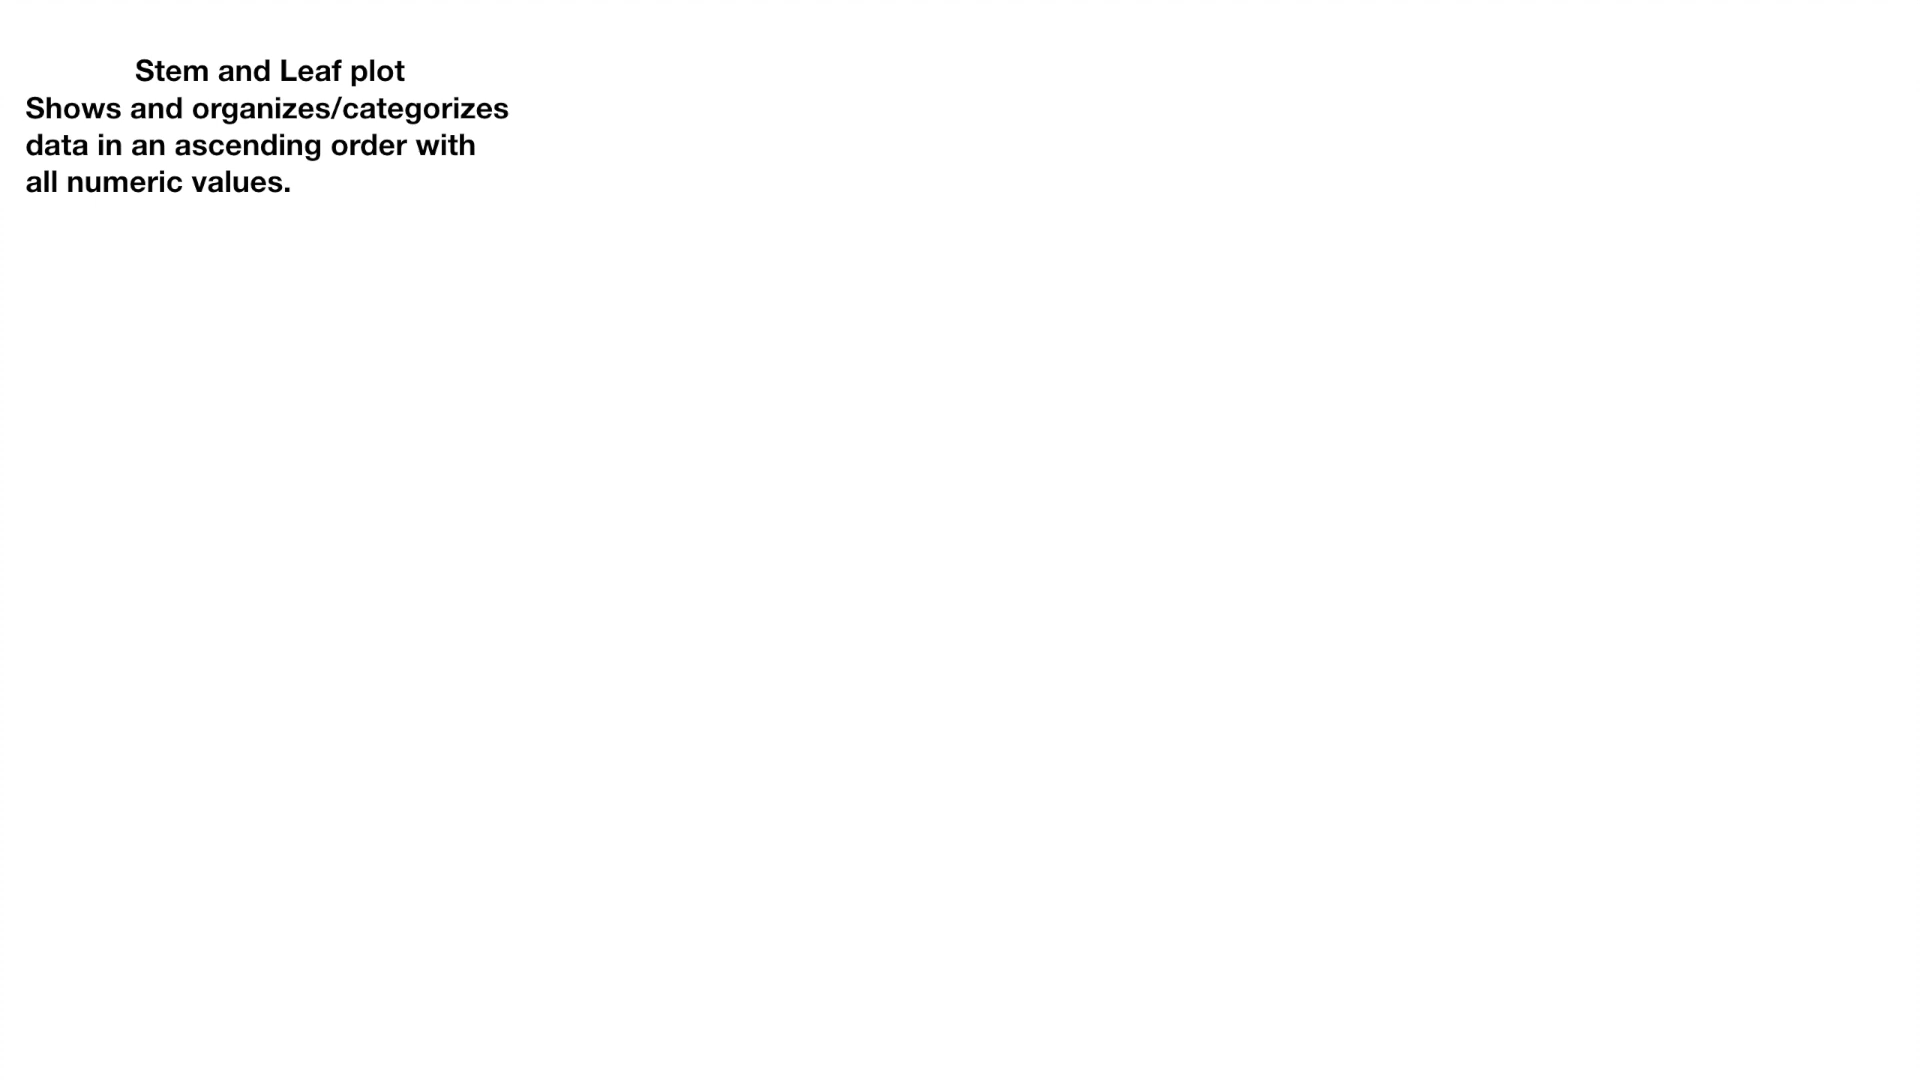 Stem and Leaf plot
Shows and organizes/categorizes
data in an ascending order with
all numeric values.